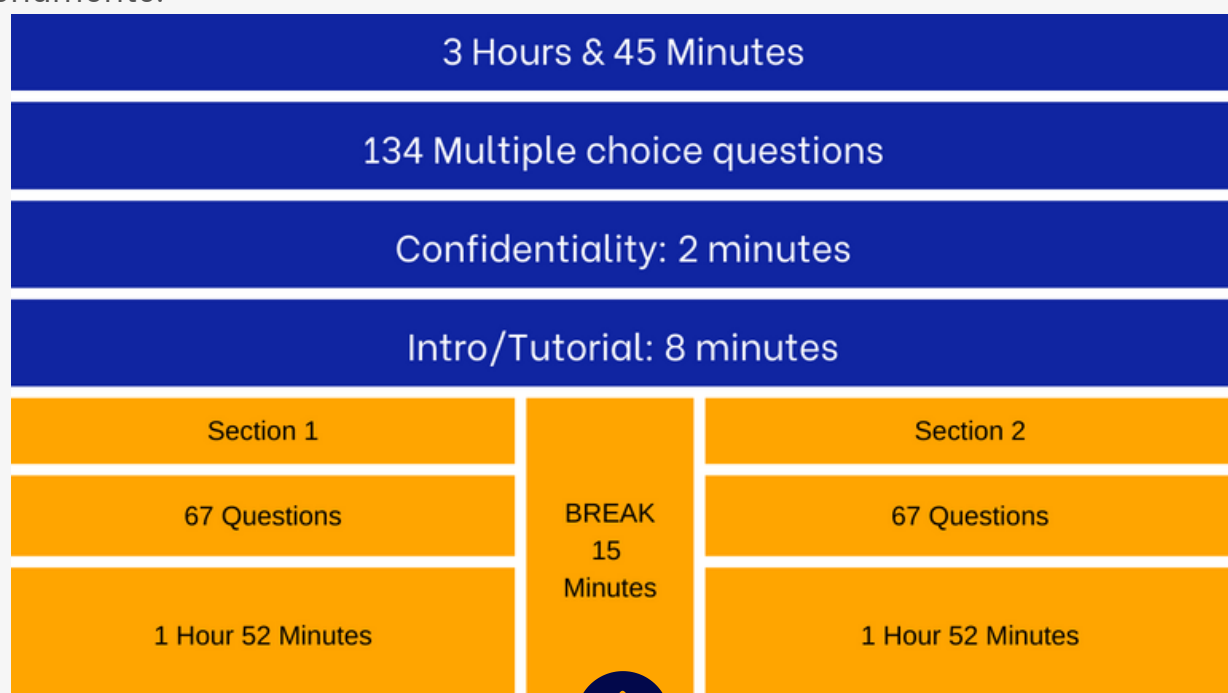 3 Hours & 45 Minutes
134 Multiple choice questions
Confidentiality: 2 minutes
Intro/Tutorial: 8 minutes
Section 1
67 Questions
1 Hour 52 Minutes
BREAK
15
Minutes
Section 2
67 Questions
1 Hour 52 Minutes